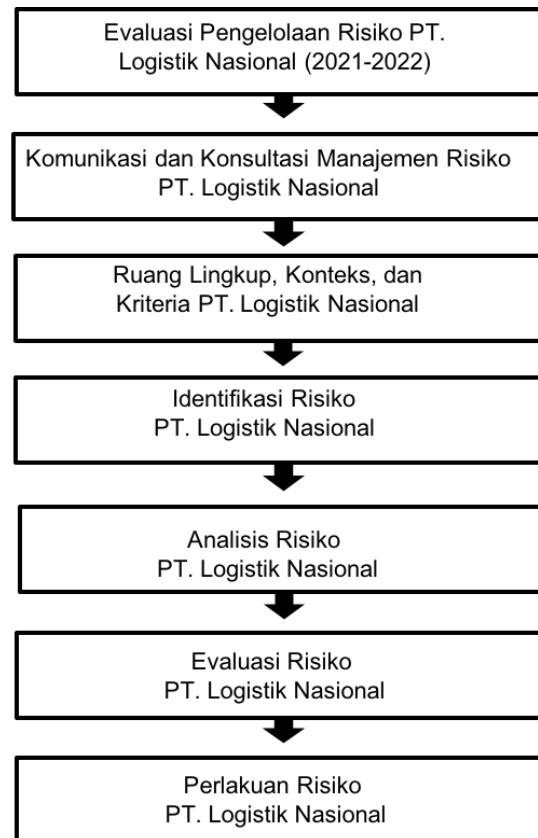 Evaluasi Pengelolaan Risiko PT.
Logistik Nasional (2021-2022)
Komunikasi dan Konsultasi Manajemen Risiko
PT. Logistik Nasional
Ruang Lingkup, Konteks, dan
Kriteria PT. Logistik Nasional
Identifikasi Risiko
PT. Logistik Nasional
Analisis Risiko
PT. Logistik Nasional
Evaluasi Risiko
PT. Logistik Nasional
Perlakuan Risiko
PT. Logistik Nasional